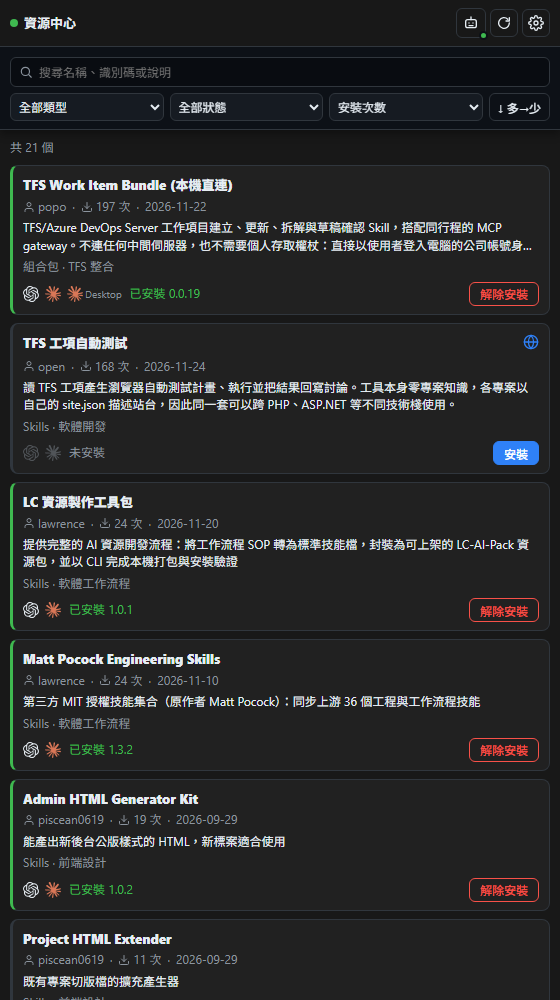 資源中心
搜尋名稱、識別碼或說明
全部類型 全部狀態 安裝次數 ↓ 多→少
共 21 個
TFS Work Item Bundle (本機直連)
popo · 197 次 · 2026-11-22
TFS/Azure DevOps Server 工作項目建立、更新、拆解與草稿確認 Skill，搭配同行程的 MCP
gateway。不連任何中間伺服器，也不需要個人存取權杖：直接以使用者登入電腦的公司帳號身...
組合包 · TFS 整合
Desktop 已安裝 0.0.19 解除安裝
TFS 工項自動測試
open · 168 次 · 2026-11-24
讀 TFS 工項產生瀏覽器自動測試計畫、執行並把結果回寫討論。工具本身零專案知識，各專案以
自己的 site.json 描述站台，因此同一套可以跨 PHP、ASP.NET 等不同技術棧使用。
Skills · 軟體開發
未安裝 安裝
LC 資源製作工具包
lawrence · 24 次 · 2026-11-20
提供完整的 AI 資源開發流程：將工作流程 SOP 轉為標準技能檔，封裝為可上架的 LC-AI-Pack 資
源包，並以 CLI 完成本機打包與安裝驗證
Skills · 軟體工作流程
已安裝 1.0.1 解除安裝
Matt Pocock Engineering Skills
lawrence · 24 次 · 2026-11-10
第三方 MIT 授權技能集合（原作者 Matt Pocock）：同步上游 36 個工程與工作流程技能
Skills · 軟體工作流程
已安裝 1.3.2 解除安裝
Admin HTML Generator Kit
piscean0619 · 19 次 · 2026-09-29
能產出新後台公版樣式的 HTML，新標案適合使用
Skills · 前端設計
已安裝 1.0.2 解除安裝
Project HTML Extender
piscean0619 · 11 次 · 2026-09-29
既有專案切版檔的擴充產生器
Skills · 前端設計